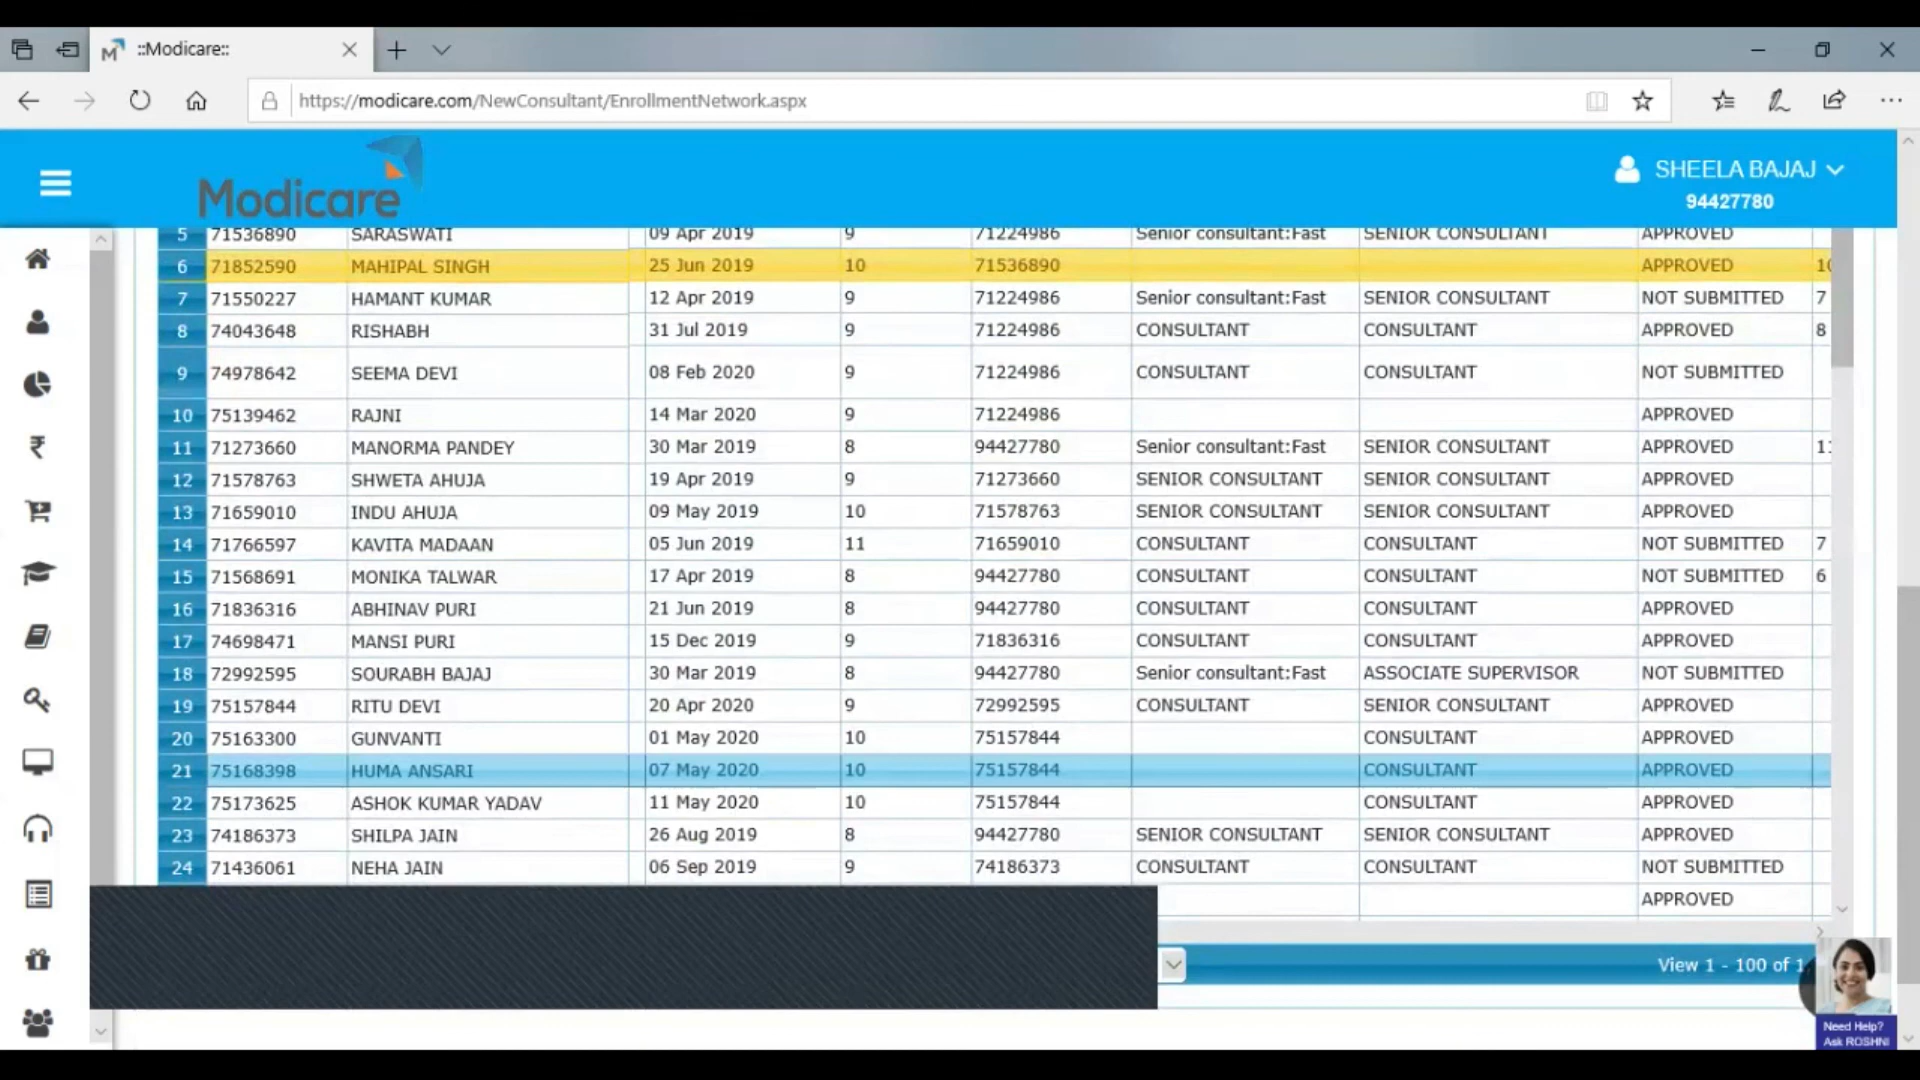 ::Modicare::
https://modicare.com/NewConsultant/EnrollmentNetwork.aspx
Modicare
SHEELA BAJAJ
94427780
5 71536890 SARASWATI 09 Apr 2019 9 71224986 Senior consultant:Fast SENIOR CONSULTANT APPROVED
6 71852590 MAHIPAL SINGH 25 Jun 2019 10 71536890 APPROVED 10
7 71550227 HAMANT KUMAR 12 Apr 2019 9 71224986 Senior consultant:Fast SENIOR CONSULTANT NOT SUBMITTED 7
8 74043648 RISHABH 31 Jul 2019 9 71224986 CONSULTANT CONSULTANT APPROVED 8
9 74978642 SEEMA DEVI 08 Feb 2020 9 71224986 CONSULTANT CONSULTANT NOT SUBMITTED
10 75139462 RAJNI 14 Mar 2020 9 71224986 APPROVED
11 71273660 MANORMA PANDEY 30 Mar 2019 8 94427780 Senior consultant:Fast SENIOR CONSULTANT APPROVED 11
12 71578763 SHWETA AHUJA 19 Apr 2019 9 71273660 SENIOR CONSULTANT SENIOR CONSULTANT APPROVED
13 71659010 INDU AHUJA 09 May 2019 10 71578763 SENIOR CONSULTANT SENIOR CONSULTANT APPROVED
14 71766597 KAVITA MADAAN 05 Jun 2019 11 71659010 CONSULTANT CONSULTANT NOT SUBMITTED 7
15 71568691 MONIKA TALWAR 17 Apr 2019 8 94427780 CONSULTANT CONSULTANT NOT SUBMITTED 6
16 71836316 ABHINAV PURI 21 Jun 2019 8 94427780 CONSULTANT CONSULTANT APPROVED
17 74698471 MANSI PURI 15 Dec 2019 9 71836316 CONSULTANT CONSULTANT APPROVED
18 72992595 SOURABH BAJAJ 30 Mar 2019 8 94427780 Senior consultant:Fast ASSOCIATE SUPERVISOR NOT SUBMITTED
19 75157844 RITU DEVI 20 Apr 2020 9 72992595 CONSULTANT SENIOR CONSULTANT APPROVED
20 75163300 GUNVANTI 01 May 2020 10 75157844 CONSULTANT APPROVED
21 75168398 HUMA ANSARI 07 May 2020 10 75157844 CONSULTANT APPROVED
22 75173625 ASHOK KUMAR YADAV 11 May 2020 10 75157844 CONSULTANT APPROVED
23 74186373 SHILPA JAIN 26 Aug 2019 8 94427780 SENIOR CONSULTANT SENIOR CONSULTANT APPROVED
24 71436061 NEHA JAIN 06 Sep 2019 9 74186373 CONSULTANT CONSULTANT NOT SUBMITTED
APPROVED
View 1 - 100 of 1
Need Help?
Ask ROSHNI